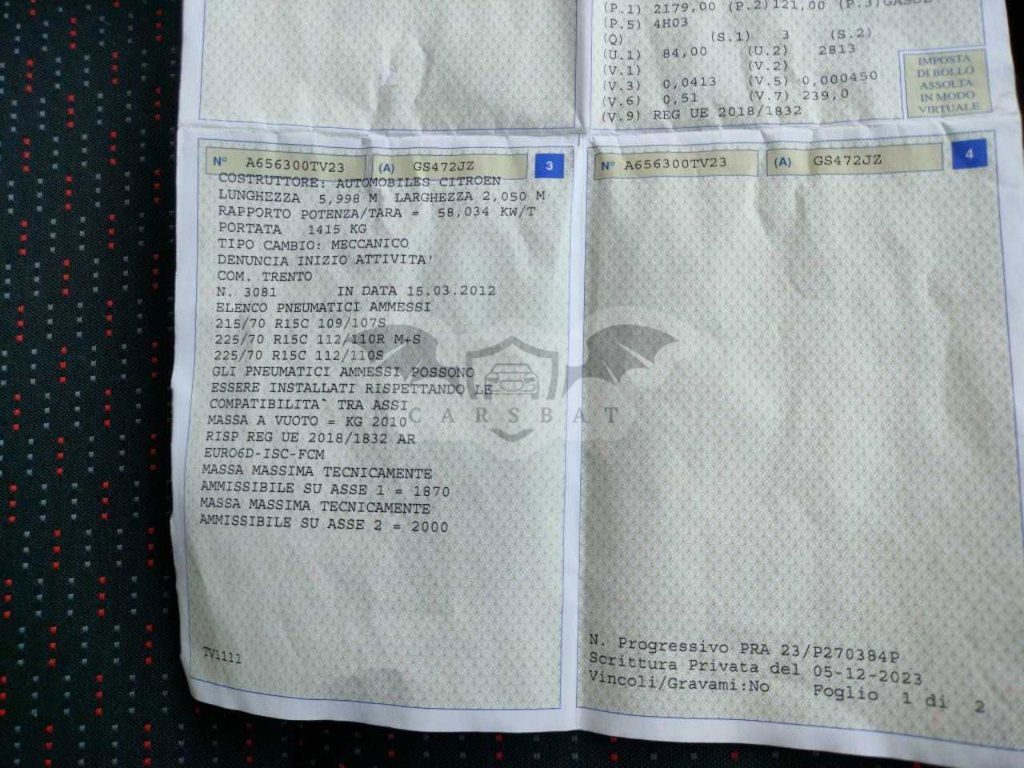 (P.1) 2179,00 (P.2)121,00 (P.3)GASOL
(P.5) 4H03
(Q) (S.1) 3 (S.2)
(U.1) 84,00 (U.2) 2813
(V.1) (V.2)
(V.3) 0,0413 (V.5) 0,000450
(V.6) 0,51 (V.7) 239,0
(V.9) REG UE 2018/1832
IMPOSTA
DI BOLLO
ASSOLTA
IN MODO
VIRTUALE
N° A656300TV23 (A) GS472JZ 3
COSTRUTTORE: AUTOMOBILES CITROEN
LUNGHEZZA 5,998 M LARGHEZZA 2,050 M
RAPPORTO POTENZA/TARA = 58,034 KW/T
PORTATA 1415 KG
TIPO CAMBIO: MECCANICO
DENUNCIA INIZIO ATTIVITA'
COM. TRENTO
N. 3081 IN DATA 15.03.2012
ELENCO PNEUMATICI AMMESSI
215/70 R15C 109/107S
225/70 R15C 112/110R M+S
225/70 R15C 112/110S
GLI PNEUMATICI AMMESSI POSSONO
ESSERE INSTALLATI RISPETTANDO LE
COMPATIBILITA` TRA ASSI
MASSA A VUOTO = KG 2010
RISP REG UE 2018/1832 AR
EURO6D-ISC-FCM
MASSA MASSIMA TECNICAMENTE
AMMISSIBILE SU ASSE 1 = 1870
MASSA MASSIMA TECNICAMENTE
AMMISSIBILE SU ASSE 2 = 2000
TV1111
N° A656300TV23 (A) GS472JZ 4
N. Progressivo PRA 23/P270384P
Scrittura Privata del 05-12-2023
Vincoli/Gravami:No Foglio 1 di 2
CARSBAT